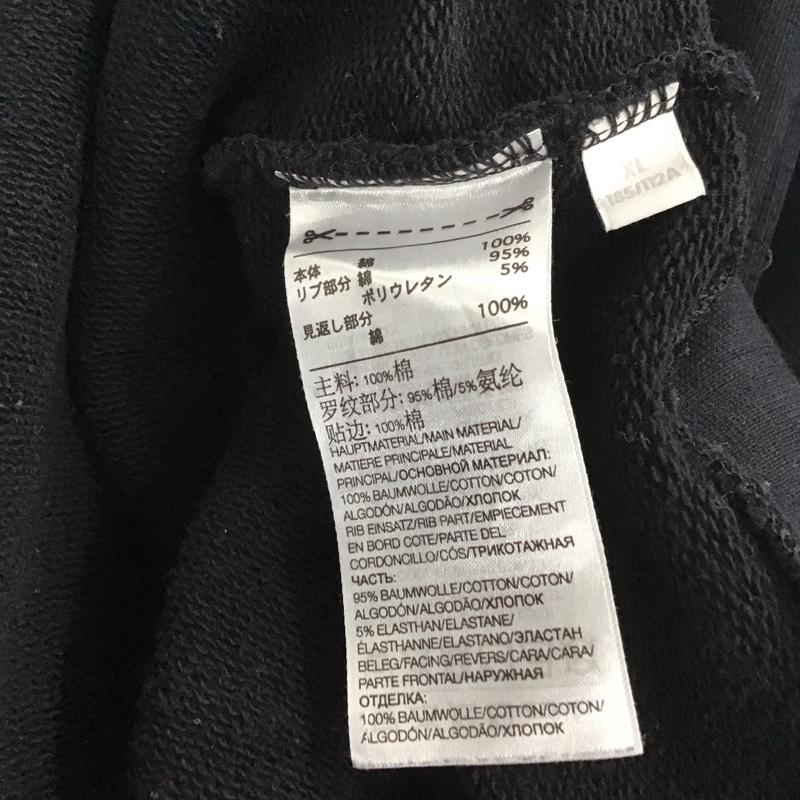 本体 綿 100%
リブ部分 綿 95%
ポリウレタン 5%
見返し部分
綿 100%
主料: 100%棉
罗纹部分: 95%棉/5%氨纶
贴边: 100%棉
HAUPTMATERIAL/MAIN MATERIAL/
MATIERE PRINCIPALE/MATERIAL
PRINCIPAL/ОСНОВНОЙ МАТЕРИАЛ:
100% BAUMWOLLE/COTTON/COTON/
ALGODÓN/ALGODÃO/ХЛОПОК
RIB EINSATZ/RIB PART/EMPIECEMENT
EN BORD COTE/PARTE DEL
CORDONCILLO/CÓS/ТРИКОТАЖНАЯ
ЧАСТЬ:
95% BAUMWOLLE/COTTON/COTON/
ALGODÓN/ALGODÃO/ХЛОПОК
5% ELASTHAN/ELASTANE/
ÉLASTHANNE/ELASTANO/ЭЛАСТАН
BELEG/FACING/REVERS/CARA/CARA/
PARTE FRONTAL/НАРУЖНАЯ
ОТДЕЛКА:
100% BAUMWOLLE/COTTON/COTON/
ALGODÓN/ALGODÃO/ХЛОПОК
XL
185/112A